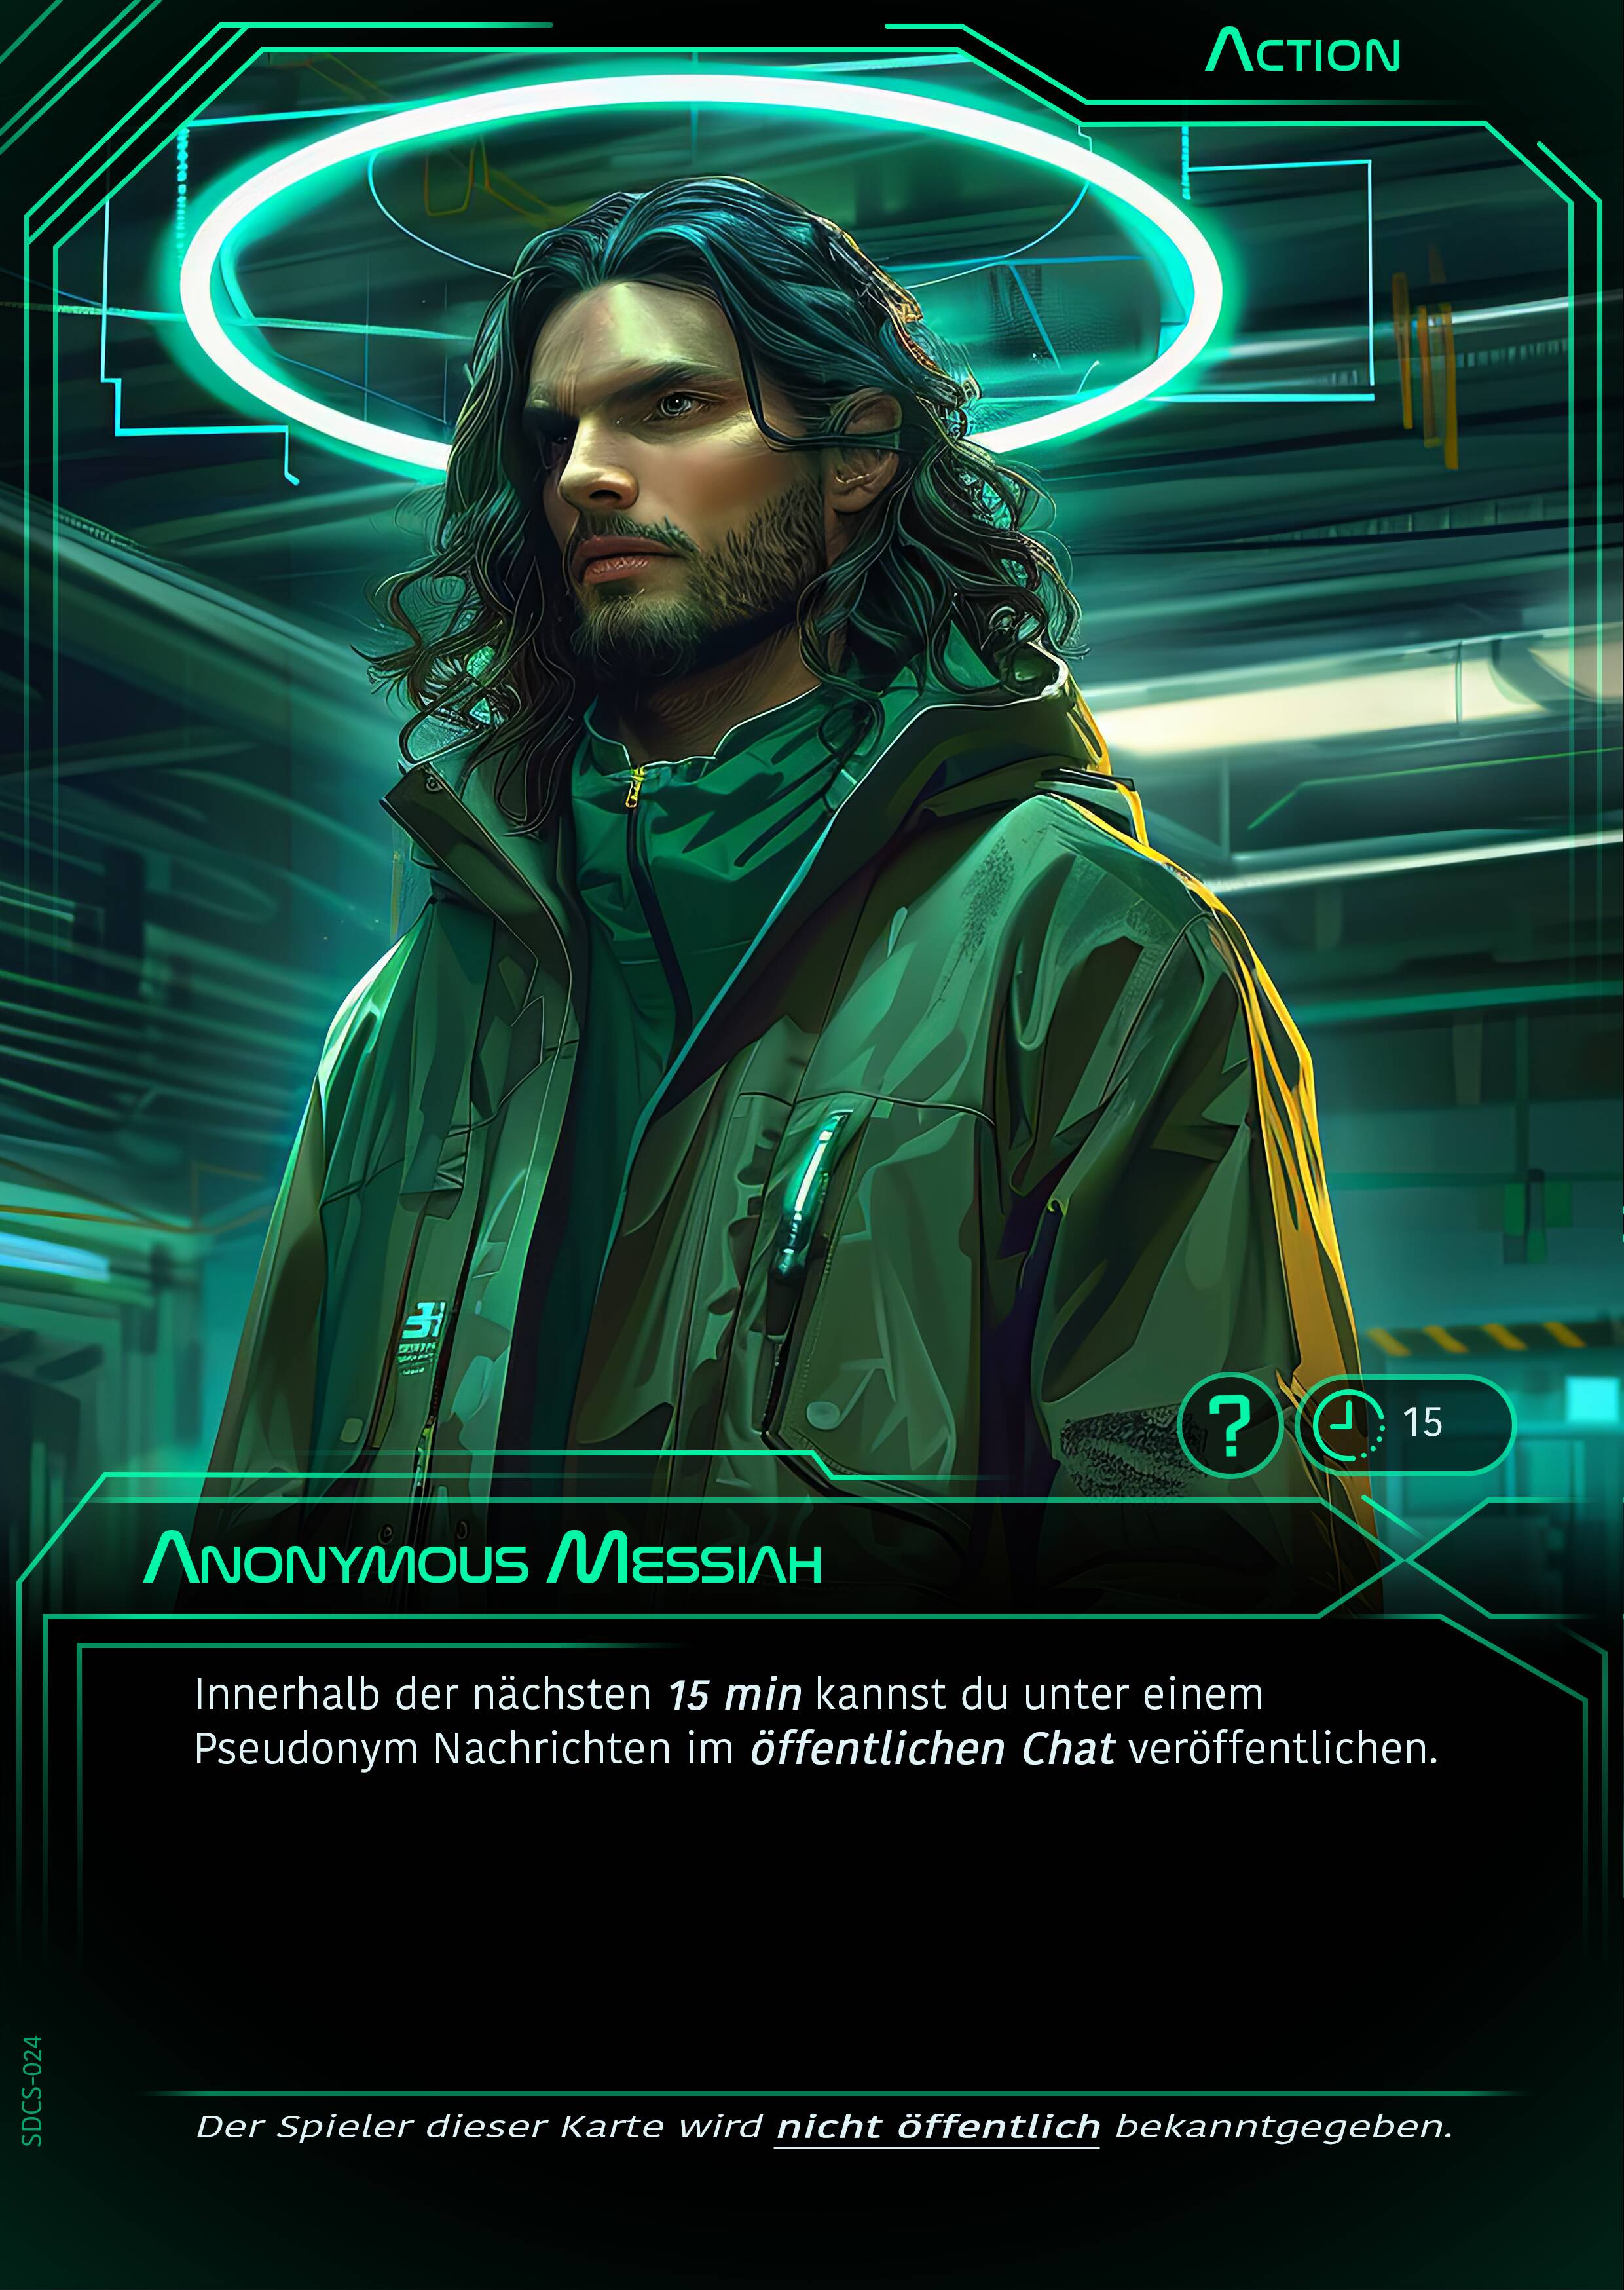 Action
?
15
Anonymous Messiah
Innerhalb der nächsten 15 min kannst du unter einem
Pseudonym Nachrichten im öffentlichen Chat veröffentlichen.
SDCS-024
Der Spieler dieser Karte wird nicht öffentlich bekanntgegeben.